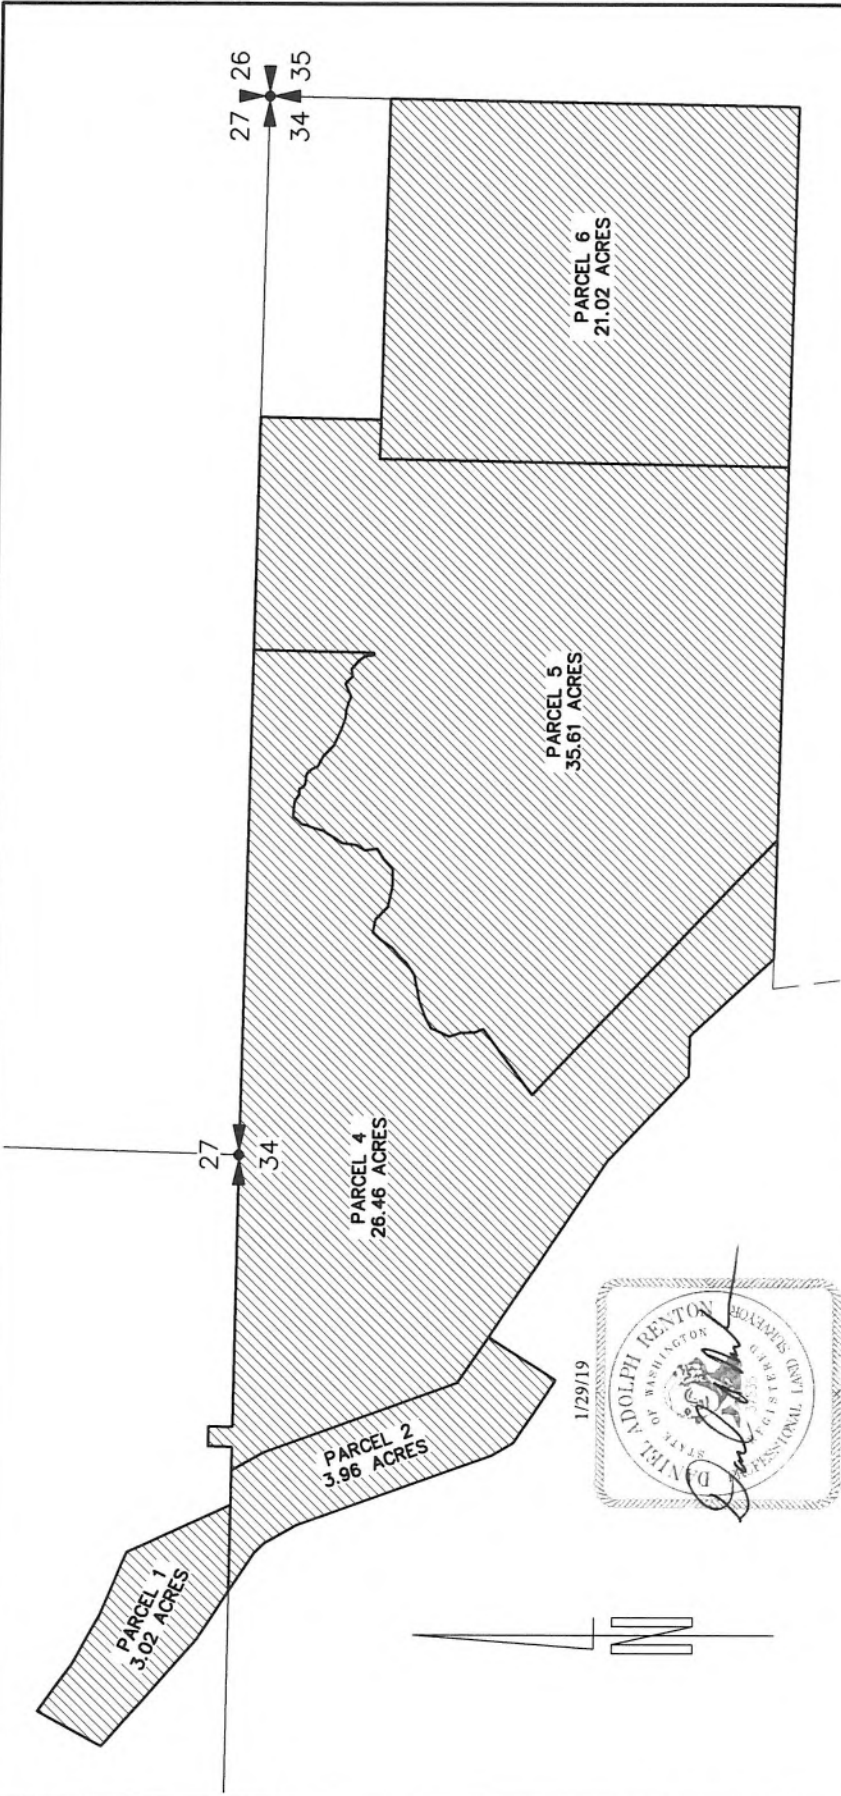 26
27
35
34
PARCEL 6
21.02 ACRES
PARCEL 5
35.61 ACRES
27
34
PARCEL 4
26.46 ACRES
PARCEL 2
3.96 ACRES
PARCEL 1
3.02 ACRES
1/29/19
DANIEL ADOLPH RENTON
STATE OF WASHINGTON
REGISTERED
PROFESSIONAL LAND SURVEYOR
N